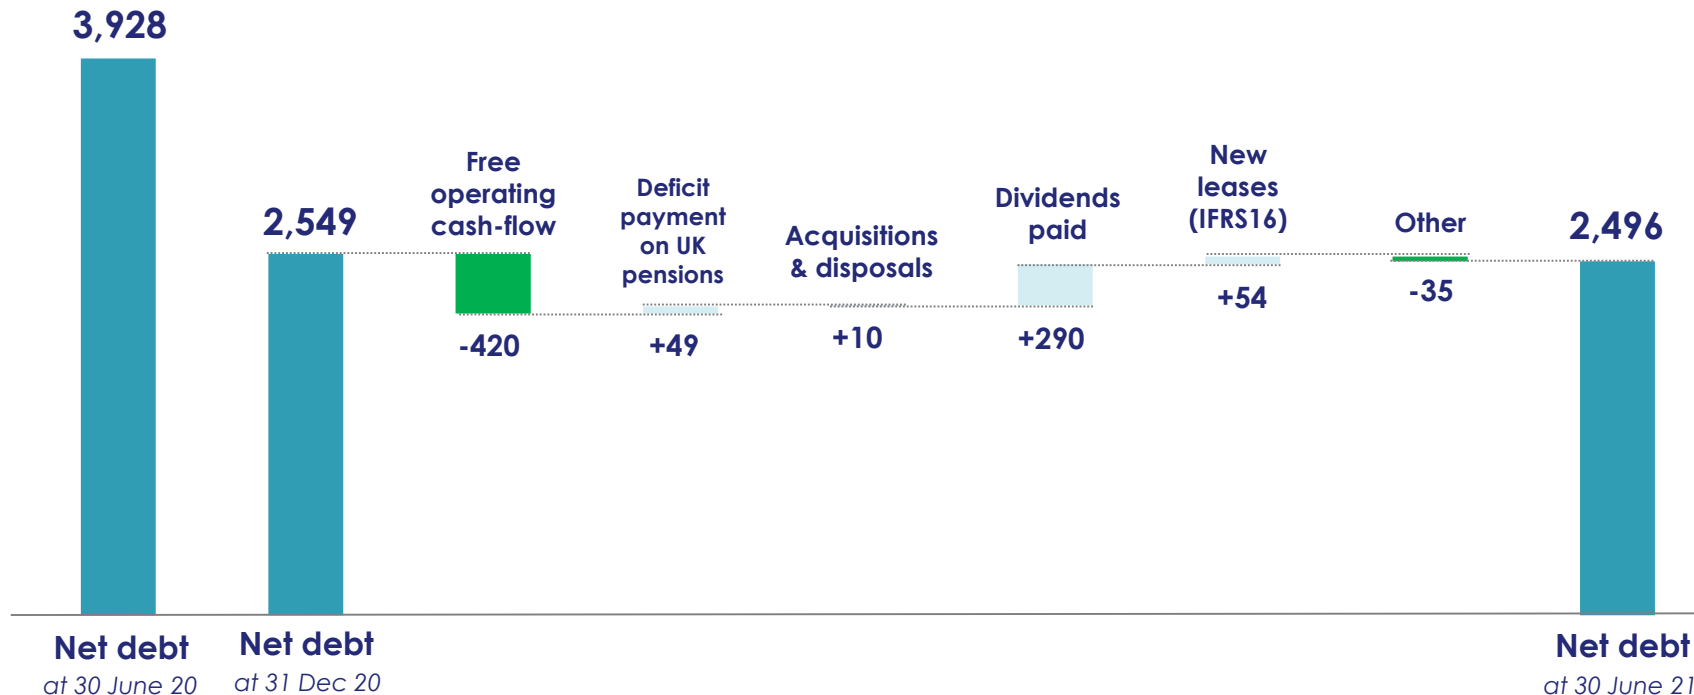 3,928
Net debt
at 30 June 20
2,549
Net debt
at 31 Dec 20
Free
operating
cash-flow
-420
Deficit
payment
on UK
pensions
+49
Acquisitions
& disposals
+10
Dividends
paid
+290
New
leases
(IFRS16)
+54
Other
-35
2,496
Net debt
at 30 June 21